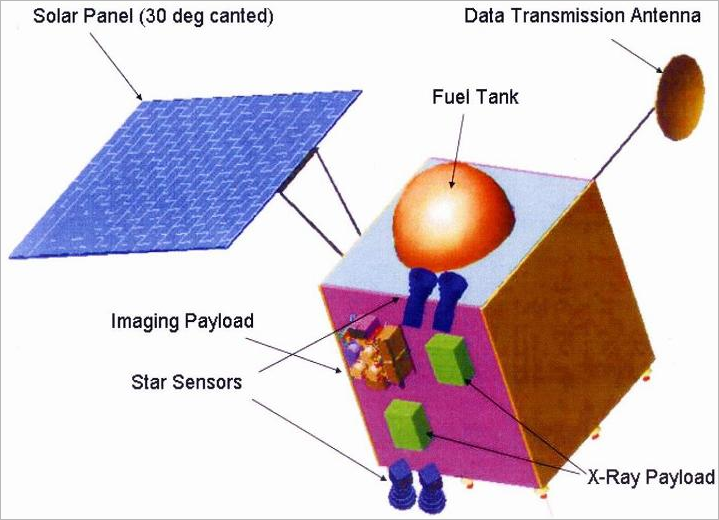 Solar Panel (30 deg canted)
Data Transmission Antenna
Fuel Tank
Imaging Payload
Star Sensors
X-Ray Payload